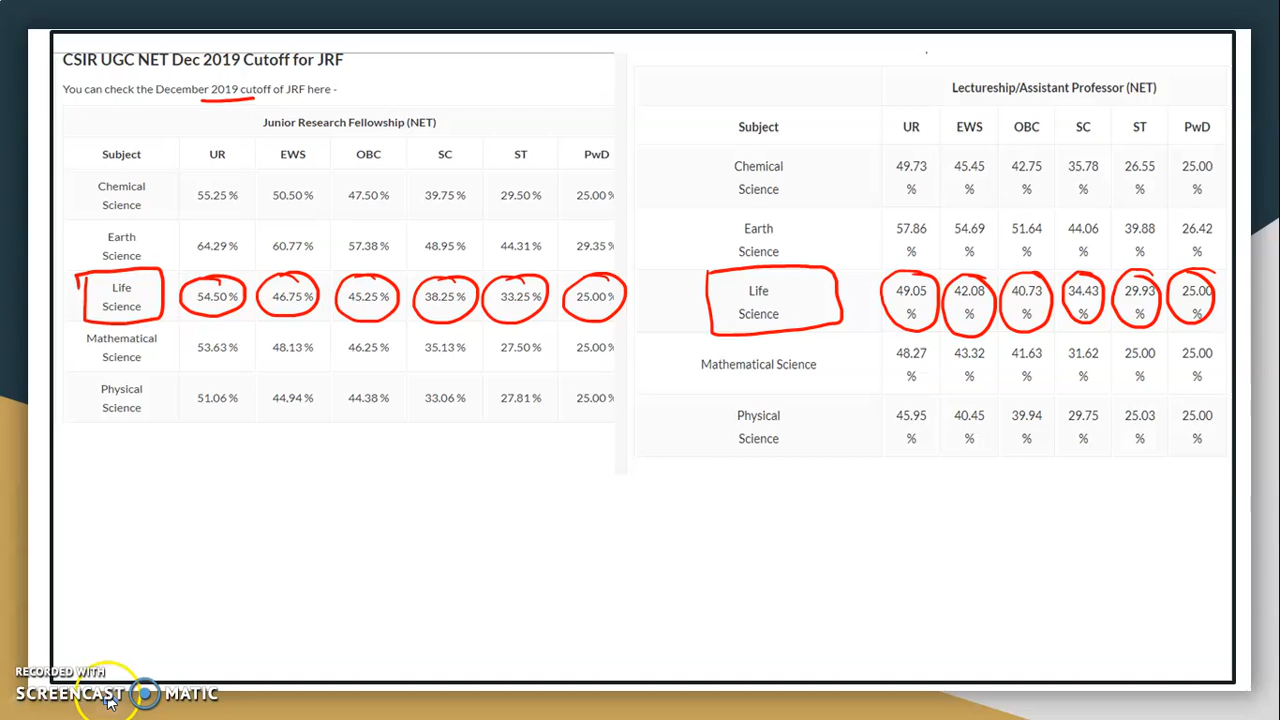 CSIR UGC NET Dec 2019 Cutoff for JRF
You can check the December 2019 cutoff of JRF here -
Junior Research Fellowship (NET)
Subject UR EWS OBC SC ST PwD
Chemical
Science
55.25 % 50.50 % 47.50 % 39.75 % 29.50 % 25.00 %
Earth
Science
64.29 % 60.77 % 57.38 % 48.95 % 44.31 % 29.35 %
Life
Science
54.50 % 46.75 % 45.25 % 38.25 % 33.25 % 25.00 %
Mathematical
Science
53.63 % 48.13 % 46.25 % 35.13 % 27.50 % 25.00 %
Physical
Science
51.06 % 44.94 % 44.38 % 33.06 % 27.81 % 25.00 %
Lectureship/Assistant Professor (NET)
Subject UR EWS OBC SC ST PwD
Chemical 49.73 45.45 42.75 35.78 26.55 25.00
Science % % % % % %
Earth 57.86 54.69 51.64 44.06 39.88 26.42
Science % % % % % %
Life 49.05 42.08 40.73 34.43 29.93 25.00
Science % % % % % %
48.27 43.32 41.63 31.62 25.00 25.00
Mathematical Science
% % % % % %
Physical 45.95 40.45 39.94 29.75 25.03 25.00
Science % % % % % %
RECORDED WITH
SCREENCAST MATIC